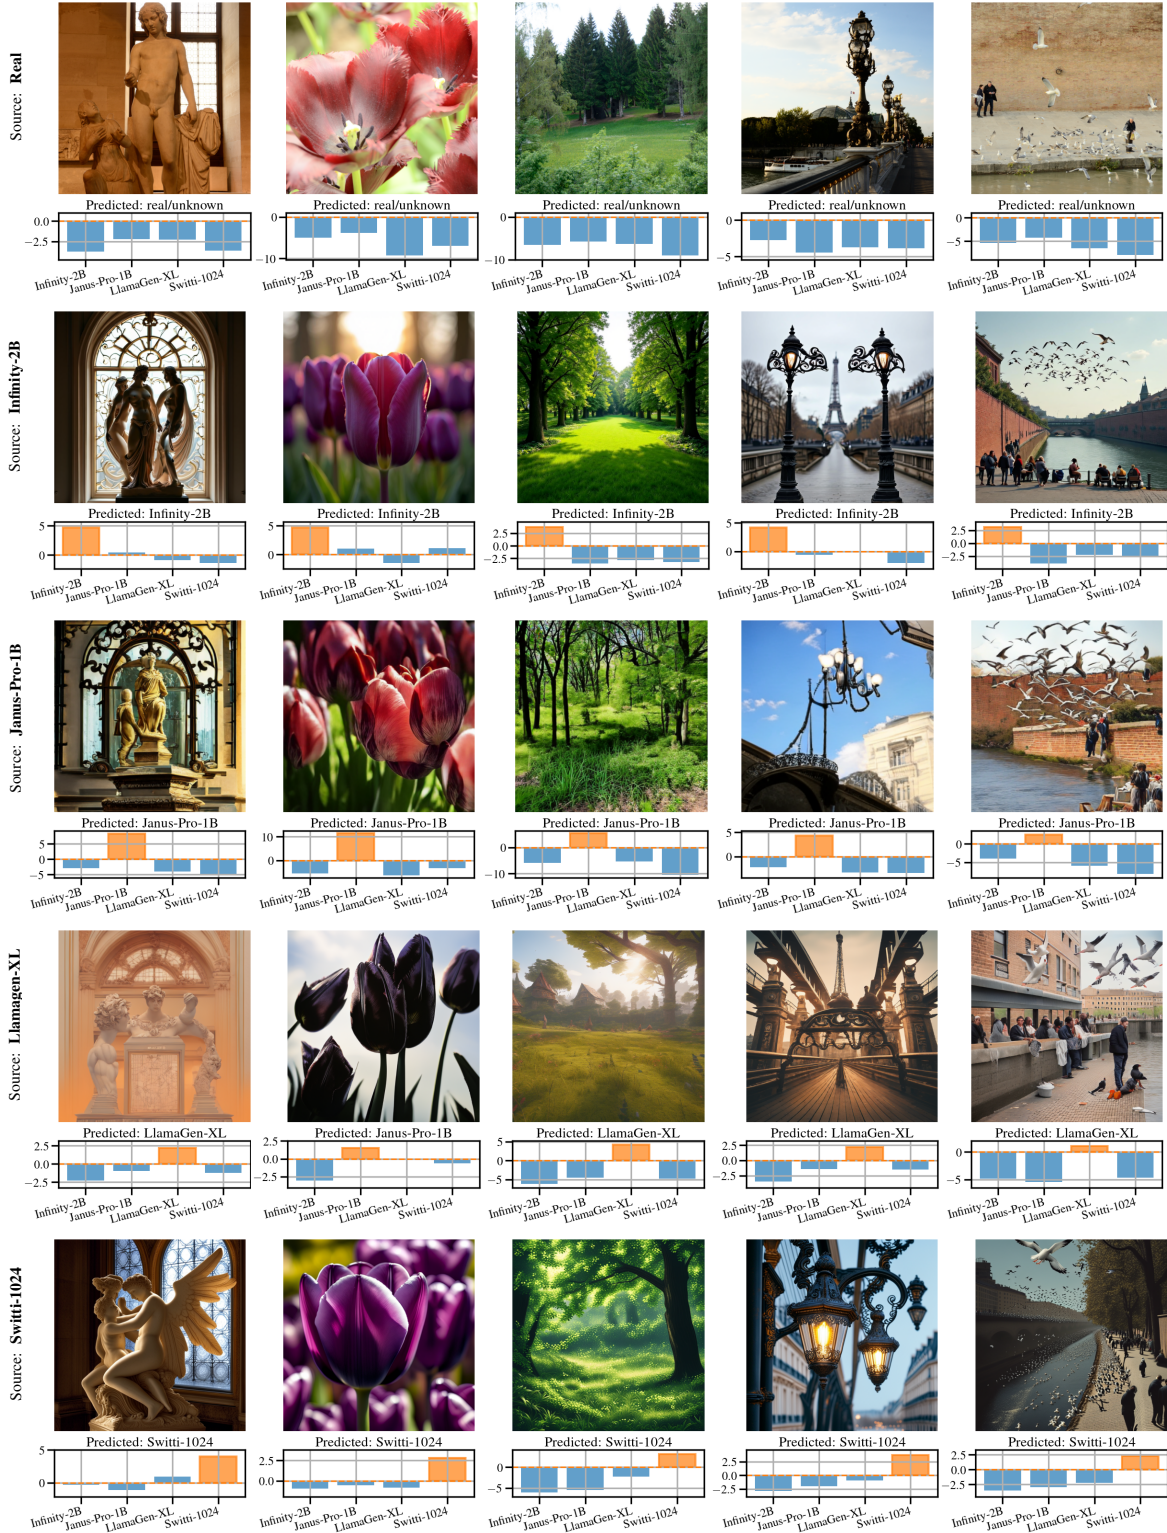 Source: Real
Predicted: real/unknown
0.0
−2.5
Infinity-2B
Janus-Pro-1B
LlamaGen-XL
Switti-1024
Predicted: real/unknown
0
−10
Infinity-2B
Janus-Pro-1B
LlamaGen-XL
Switti-1024
Predicted: real/unknown
0
−10
Infinity-2B
Janus-Pro-1B
LlamaGen-XL
Switti-1024
Predicted: real/unknown
0
−5
Infinity-2B
Janus-Pro-1B
LlamaGen-XL
Switti-1024
Predicted: real/unknown
0
−5
Infinity-2B
Janus-Pro-1B
LlamaGen-XL
Switti-1024
Source: Infinity-2B
Predicted: Infinity-2B
5
0
Infinity-2B
Janus-Pro-1B
LlamaGen-XL
Switti-1024
Predicted: Infinity-2B
5
0
Infinity-2B
Janus-Pro-1B
LlamaGen-XL
Switti-1024
Predicted: Infinity-2B
2.5
0.0
−2.5
Infinity-2B
Janus-Pro-1B
LlamaGen-XL
Switti-1024
Predicted: Infinity-2B
5
0
Infinity-2B
Janus-Pro-1B
LlamaGen-XL
Switti-1024
Predicted: Infinity-2B
2.5
0.0
−2.5
Infinity-2B
Janus-Pro-1B
LlamaGen-XL
Switti-1024
Source: Janus-Pro-1B
Predicted: Janus-Pro-1B
5
0
−5
Infinity-2B
Janus-Pro-1B
LlamaGen-XL
Switti-1024
Predicted: Janus-Pro-1B
10
0
Infinity-2B
Janus-Pro-1B
LlamaGen-XL
Switti-1024
Predicted: Janus-Pro-1B
0
−10
Infinity-2B
Janus-Pro-1B
LlamaGen-XL
Switti-1024
Predicted: Janus-Pro-1B
5
0
Infinity-2B
Janus-Pro-1B
LlamaGen-XL
Switti-1024
Predicted: Janus-Pro-1B
0
−5
Infinity-2B
Janus-Pro-1B
LlamaGen-XL
Switti-1024
Source: Llamagen-XL
Predicted: LlamaGen-XL
2.5
0.0
−2.5
Infinity-2B
Janus-Pro-1B
LlamaGen-XL
Switti-1024
Predicted: Janus-Pro-1B
0.0
−2.5
Infinity-2B
Janus-Pro-1B
LlamaGen-XL
Switti-1024
Predicted: LlamaGen-XL
5
0
−5
Infinity-2B
Janus-Pro-1B
LlamaGen-XL
Switti-1024
Predicted: LlamaGen-XL
2.5
0.0
−2.5
Infinity-2B
Janus-Pro-1B
LlamaGen-XL
Switti-1024
Predicted: LlamaGen-XL
0
−5
Infinity-2B
Janus-Pro-1B
LlamaGen-XL
Switti-1024
Source: Switti-1024
Predicted: Switti-1024
5
0
Infinity-2B
Janus-Pro-1B
LlamaGen-XL
Switti-1024
Predicted: Switti-1024
2.5
0.0
Infinity-2B
Janus-Pro-1B
LlamaGen-XL
Switti-1024
Predicted: Switti-1024
0
−5
Infinity-2B
Janus-Pro-1B
LlamaGen-XL
Switti-1024
Predicted: Switti-1024
2.5
0.0
−2.5
Infinity-2B
Janus-Pro-1B
LlamaGen-XL
Switti-1024
Predicted: Switti-1024
2.5
0.0
−2.5
Infinity-2B
Janus-Pro-1B
LlamaGen-XL
Switti-1024